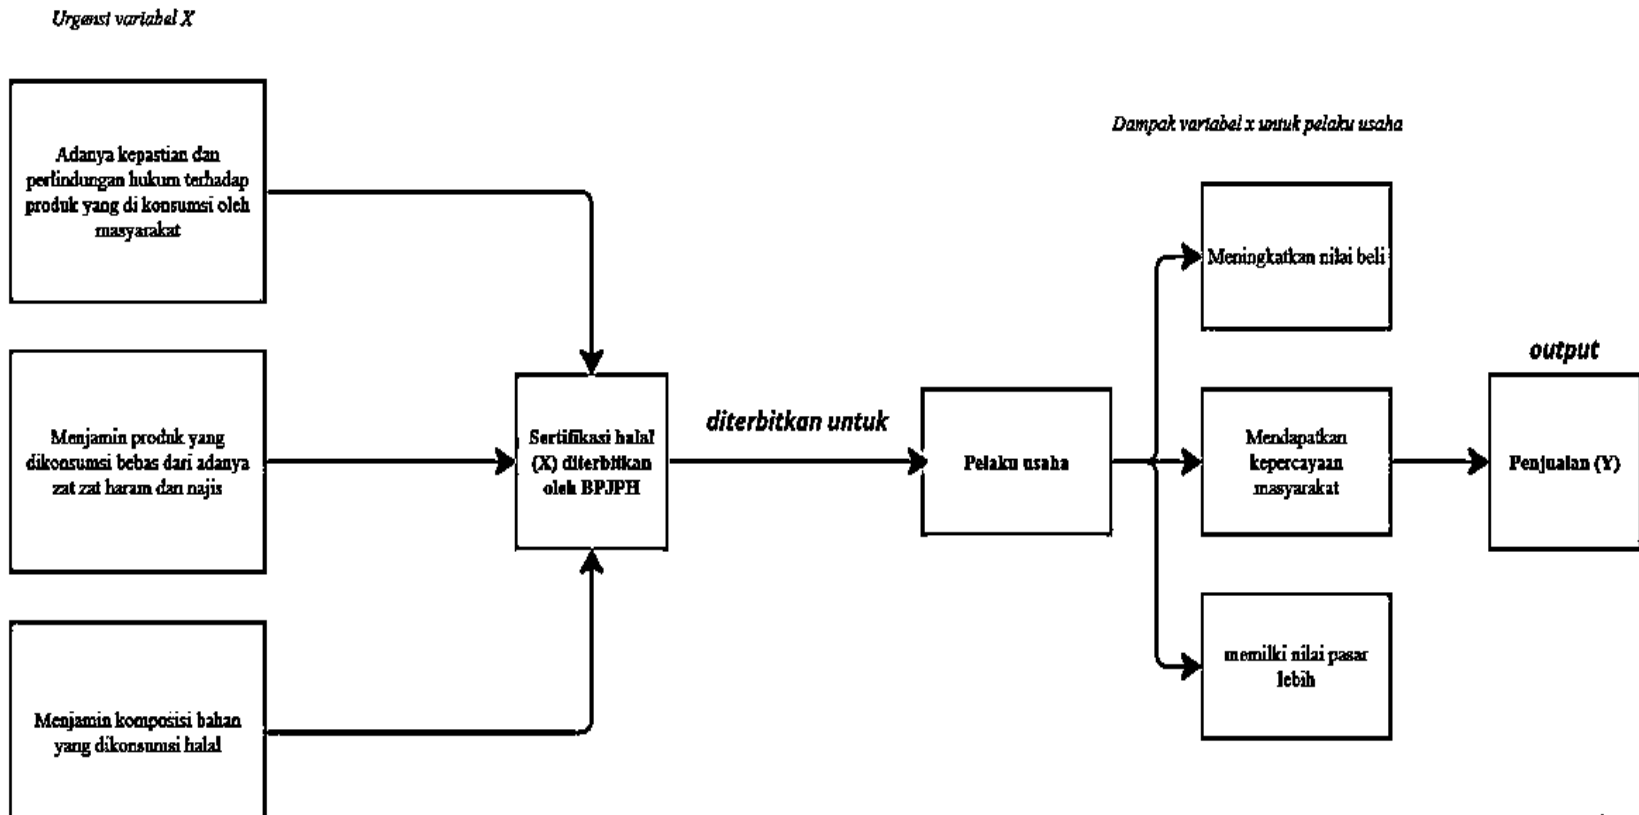 Urgensi variabel X
Adanya kepastian dan
perlindungan hukum terhadap
produk yang di konsumsi oleh
masyarakat
Menjamin produk yang
dikonsumsi bebas dari adanya
zat zat haram dan najis
Menjamin komposisi bahan
yang dikonsumsi halal
Sertifikasi halal
(X) diterbitkan
oleh BPJPH
diterbitkan untuk
Pelaku usaha
Dampak variabel x untuk pelaku usaha
Meningkatkan nilai beli
Mendapatkan
kepercayaan
masyarakat
memilki nilai pasar
lebih
output
Penjualan (Y)